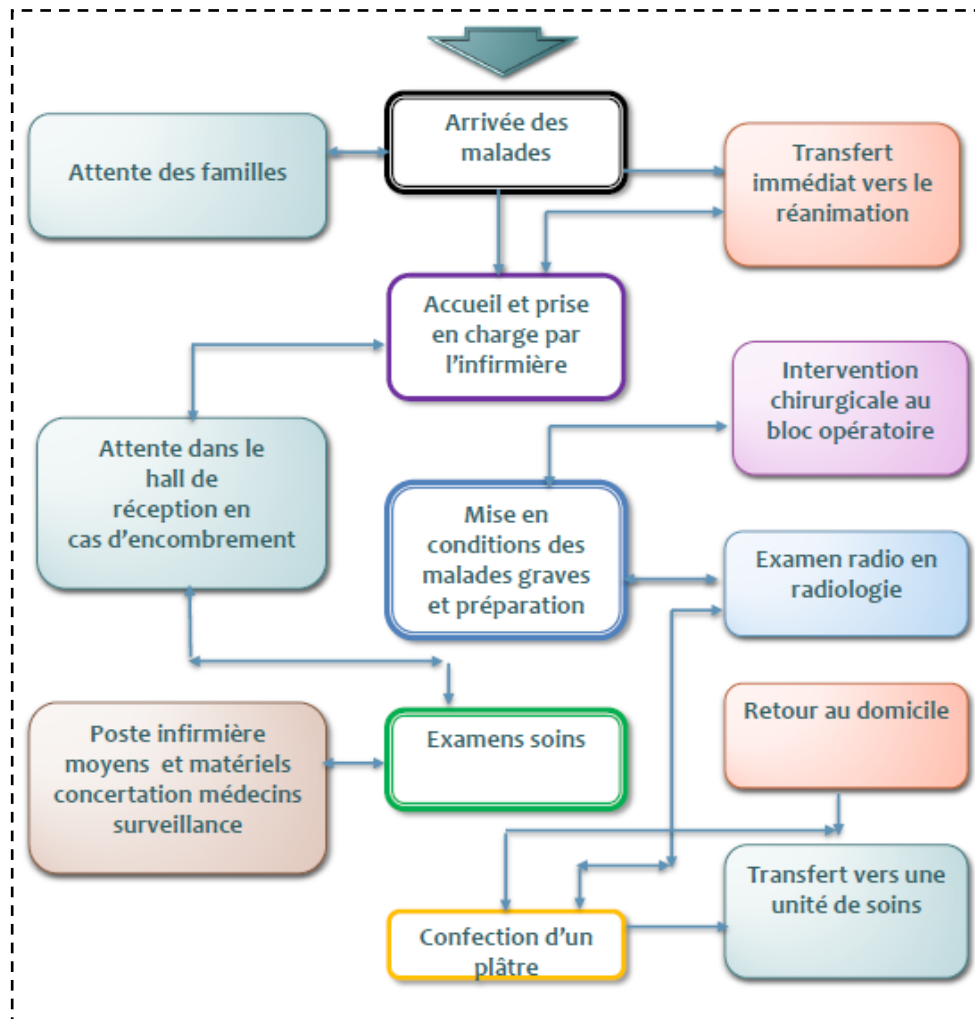 Arrivée des
malades
Attente des familles
Transfert
immédiat vers le
réanimation
Accueil et prise
en charge par
l'infirmière
Intervention
chirurgicale au
bloc opératoire
Attente dans le
hall de
réception en
cas d'encombrement
Mise en
conditions des
malades graves
et préparation
Examen radio en
radiologie
Retour au domicile
Poste infirmière
moyens et matériels
concertation médecins
surveillance
Examens soins
Transfert vers une
unité de soins
Confection d'un
plâtre